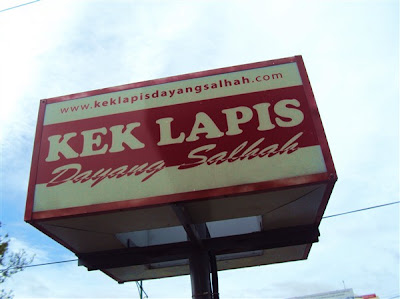 www.keklapisdayangsalhah.com
KEK LAPIS
Dayang Salhah